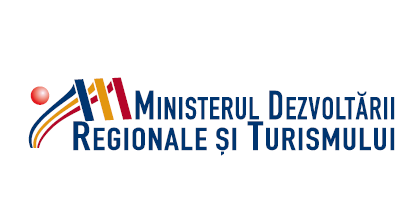 MINISTERUL DEZVOLTĂRII
REGIONALE ȘI TURISMULUI